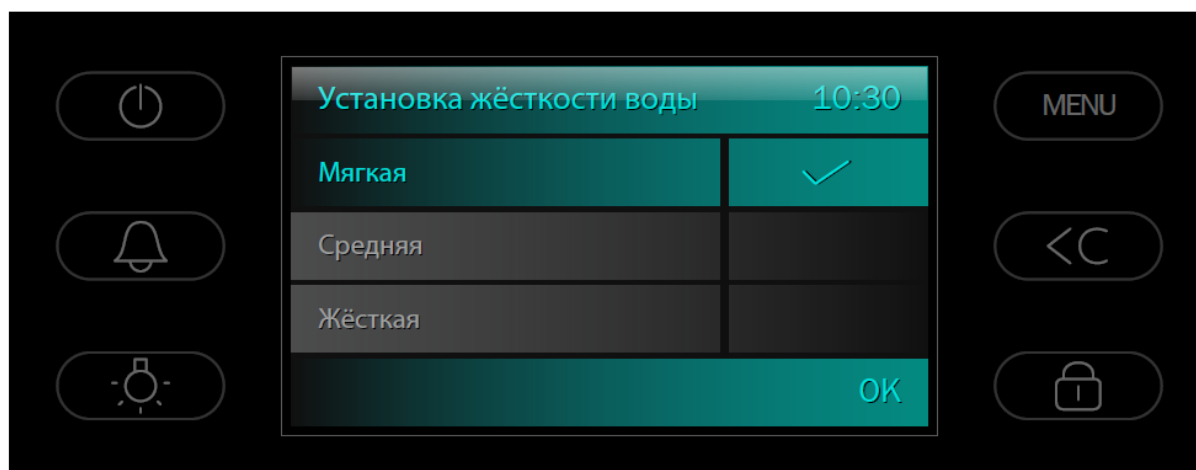 Установка жёсткости воды 10:30
MENU
Мягкая
Средняя
<C
Жёсткая
OK